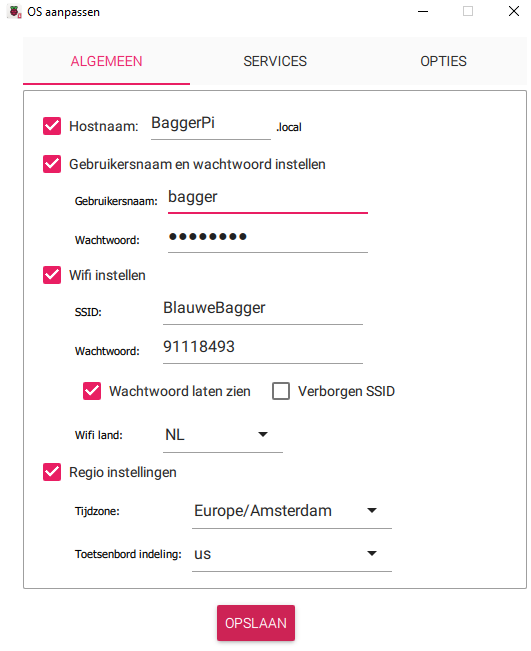 OS aanpassen
ALGEMEEN SERVICES OPTIES
Hostnaam: BaggerPi .local
Gebruikersnaam en wachtwoord instellen
Gebruikersnaam: bagger
Wachtwoord: ●●●●●●●●
Wifi instellen
SSID: BlauweBagger
Wachtwoord: 91118493
Wachtwoord laten zien Verborgen SSID
Wifi land: NL
Regio instellingen
Tijdzone: Europe/Amsterdam
Toetsenbord indeling: us
OPSLAAN